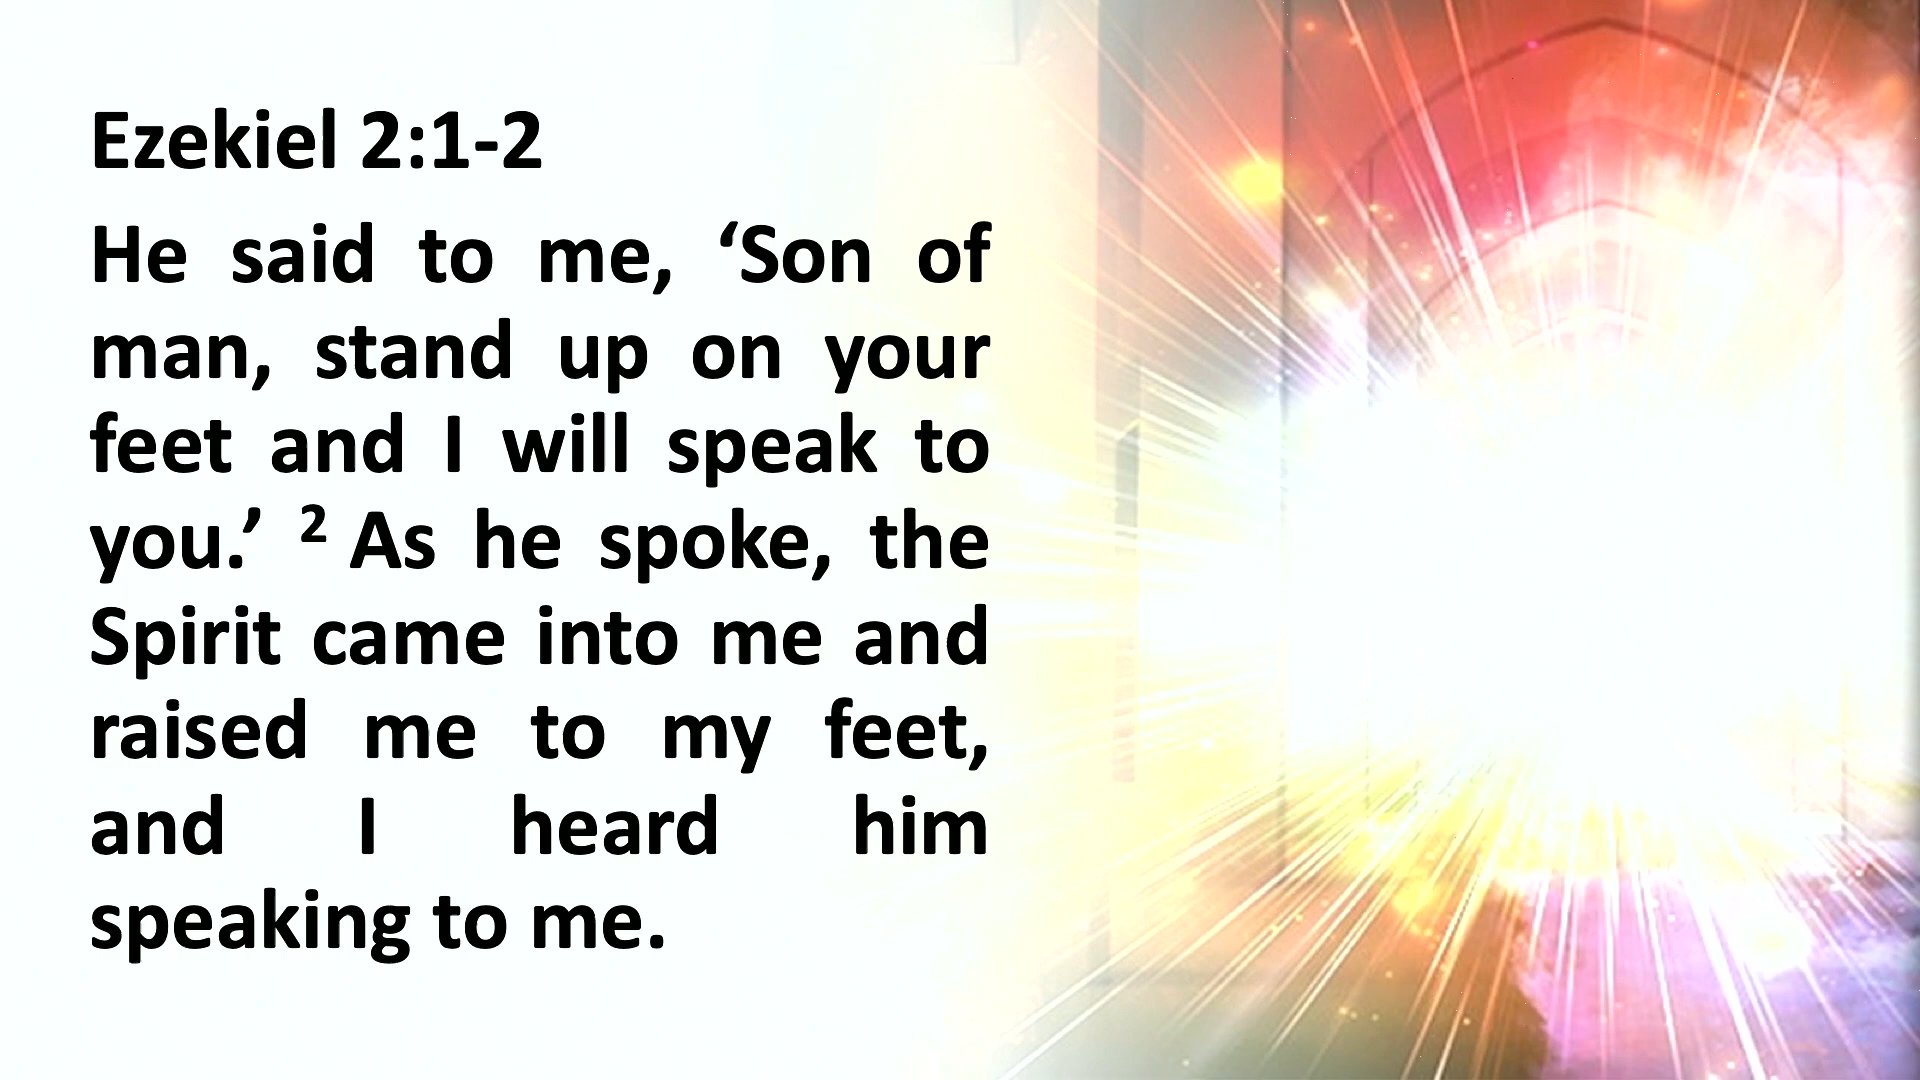 Ezekiel 2:1-2
He said to me, ‘Son of
man, stand up on your
feet and I will speak to
you.’ ² As he spoke, the
Spirit came into me and
raised me to my feet,
and I heard him
speaking to me.